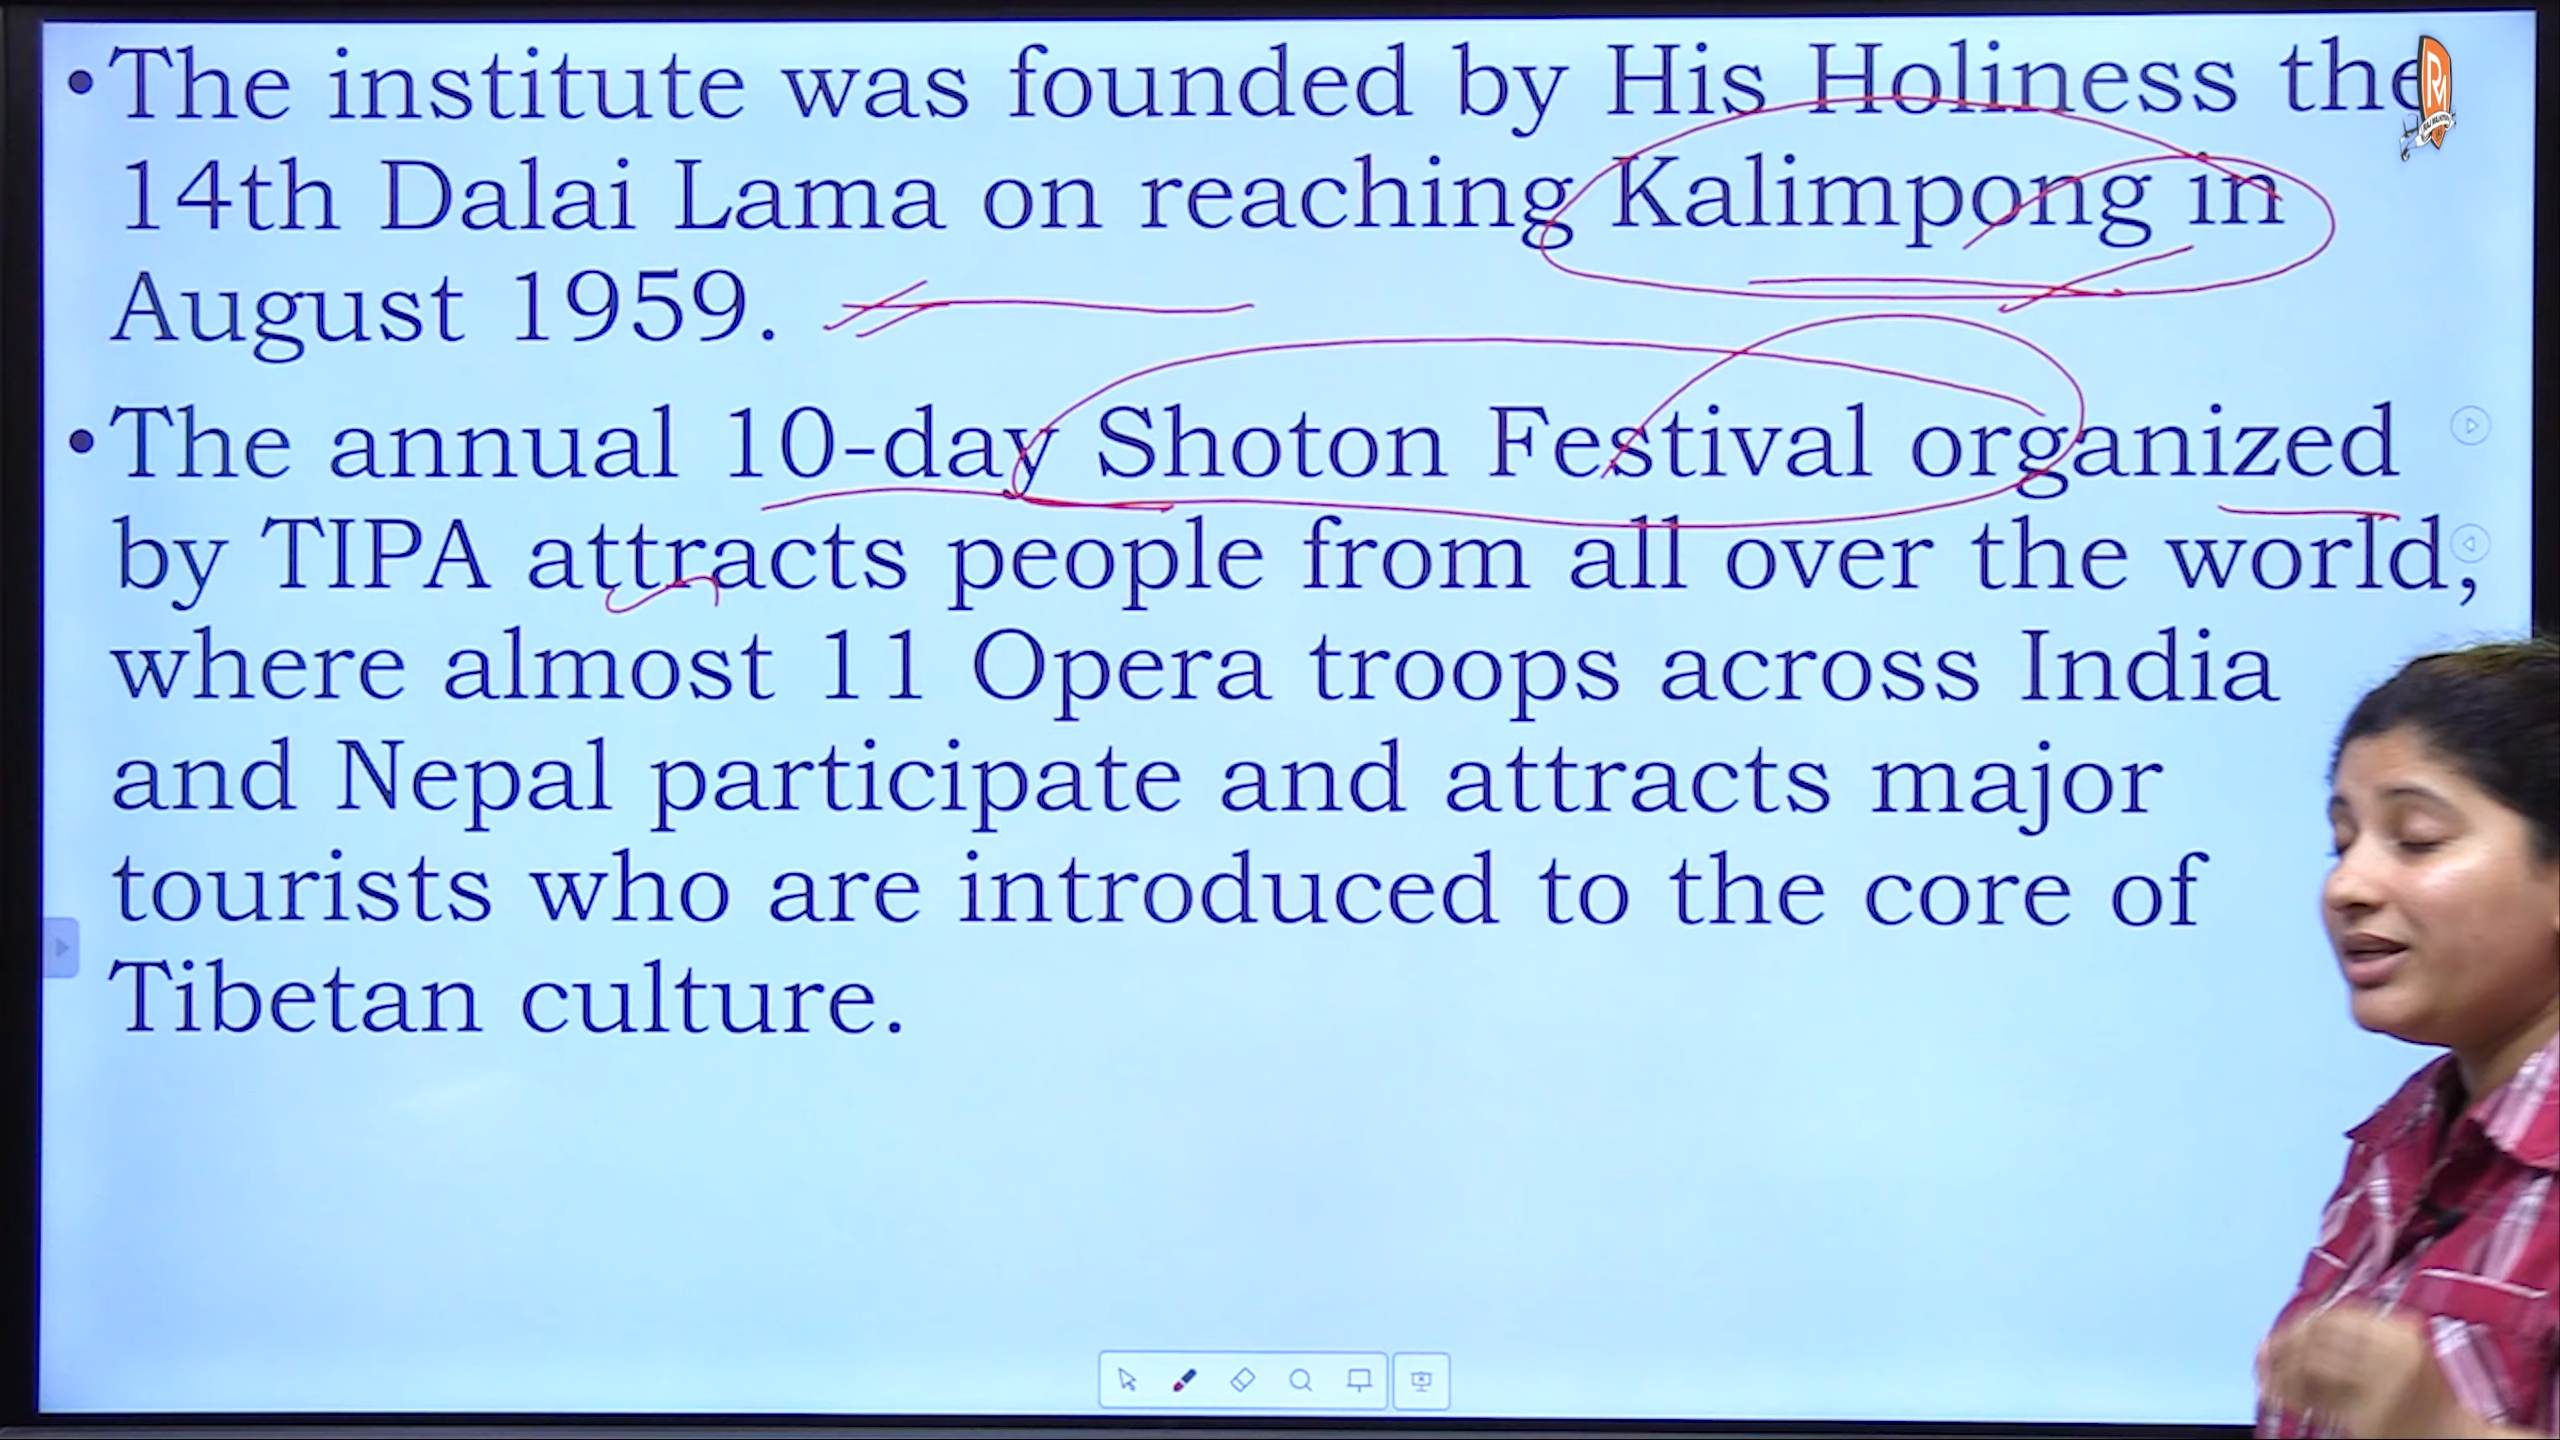 • The institute was founded by His Holiness the
14th Dalai Lama on reaching Kalimpong in
August 1959.
• The annual 10-day Shoton Festival organized
by TIPA attracts people from all over the world,
where almost 11 Opera troops across India
and Nepal participate and attracts major
tourists who are introduced to the core of
Tibetan culture.